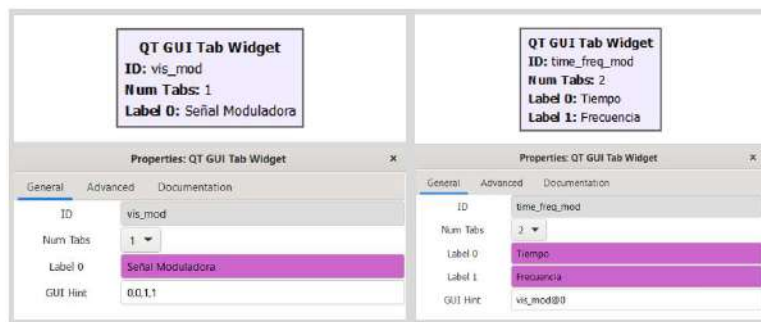 QT GUI Tab Widget
ID: vis_mod
Num Tabs: 1
Label 0: Señal Moduladora
Properties: QT GUI Tab Widget ×
General Advanced Documentation
ID vis_mod
Num Tabs 1
Label 0 Señal Moduladora
GUI Hint 0,0,1,1
QT GUI Tab Widget
ID: time_freq_mod
Num Tabs: 2
Label 0: Tiempo
Label 1: Frecuencia
Properties: QT GUI Tab Widget ×
General Advanced Documentation
ID time_freq_mod
Num Tabs 2
Label 0 Tiempo
Label 1 Frecuencia
GUI Hint vis_mod@0